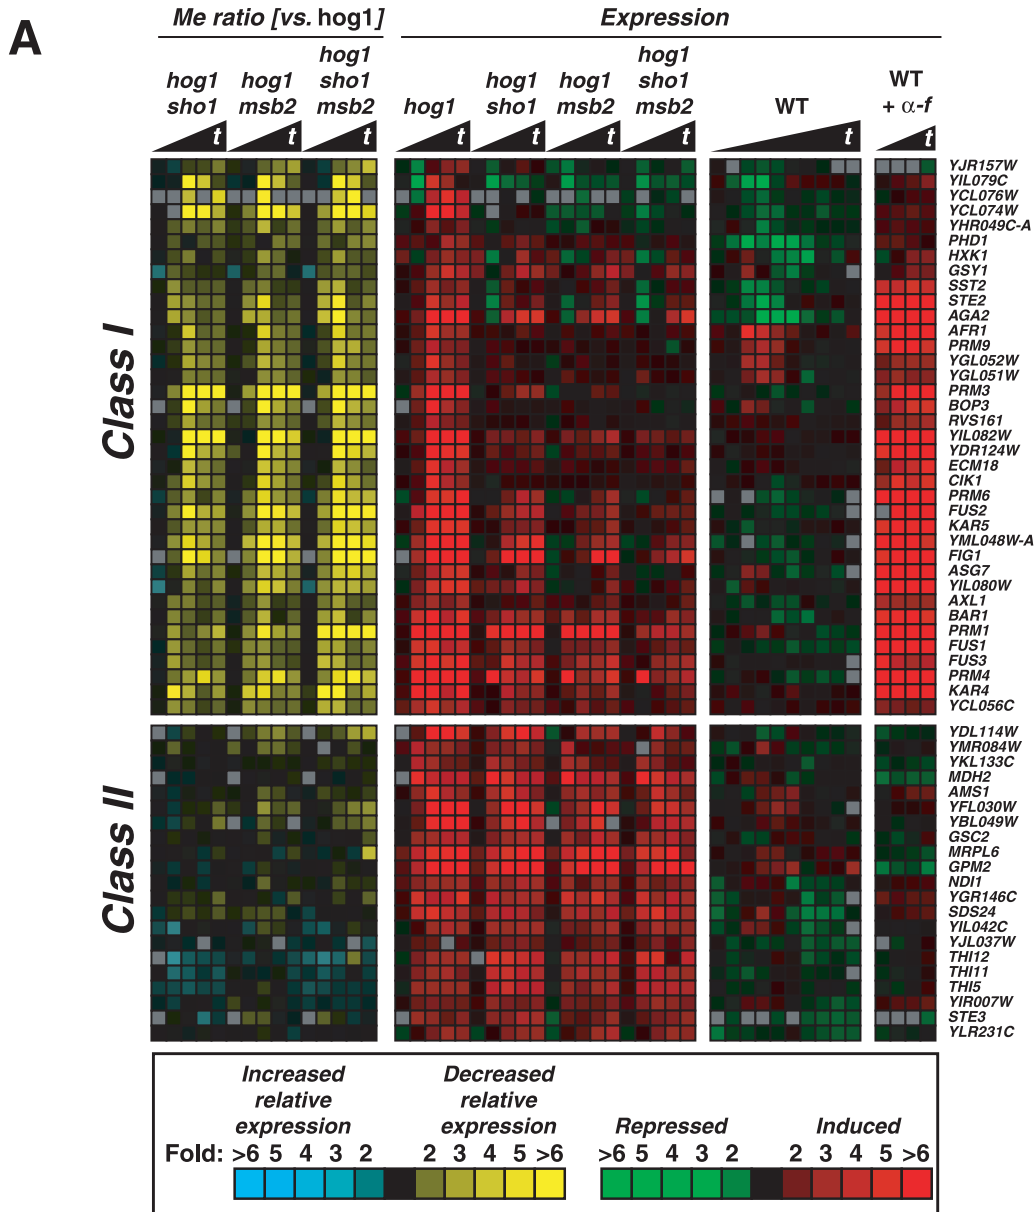 A
Me ratio [vs. hog1]
Expression
hog1
sho1
hog1
msb2
hog1
sho1
msb2
hog1
hog1
sho1
hog1
msb2
hog1
sho1
msb2
WT
WT
+ α-f
t
t
t
t
t
Class I
YJR157W
YIL079C
YCL076W
YCL074W
YHR049C-A
PHD1
HXK1
GSY1
SST2
STE2
AGA2
AFR1
PRM9
YGL052W
YGL051W
PRM3
BOP3
RVS161
YIL082W
YDR124W
ECM18
CIK1
PRM6
FUS2
KAR5
YML048W-A
FIG1
ASG7
YIL080W
AXL1
BAR1
PRM1
FUS1
FUS3
PRM4
KAR4
YCL056C
Class II
YDL114W
YMR084W
YKL133C
MDH2
AMS1
YFL030W
YBL049W
GSC2
MRPL6
GPM2
NDI1
YGR146C
SDS24
YIL042C
YJL037W
THI12
THI11
THI5
YIR007W
STE3
YLR231C
Increased
relative
expression
Decreased
relative
expression
Repressed
Induced
Fold: >6 5 4 3 2 2 3 4 5 >6 >6 5 4 3 2 2 3 4 5 >6